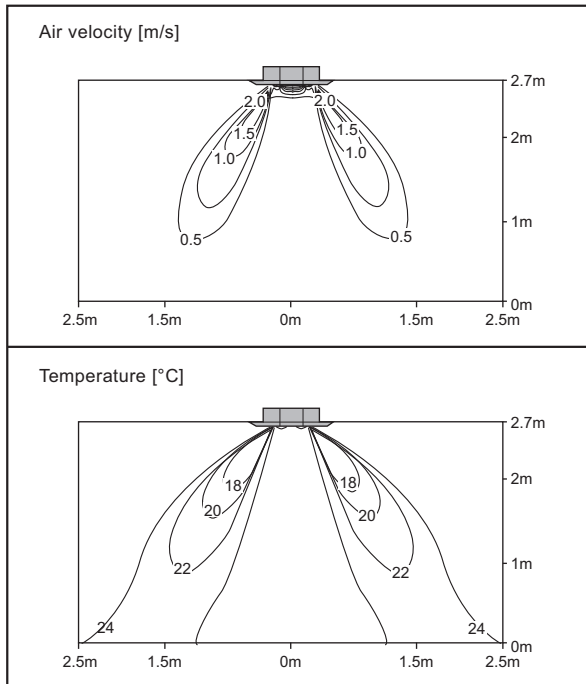 Air velocity [m/s]
2.7m
2.0 2.0
1.5 1.5
2m
1.0 1.0
1m
0.5 0.5
0m
2.5m 1.5m 0m 1.5m 2.5m
Temperature [°C]
2.7m
18 18
2m
20 20
22 22
1m
24 24
0m
2.5m 1.5m 0m 1.5m 2.5m